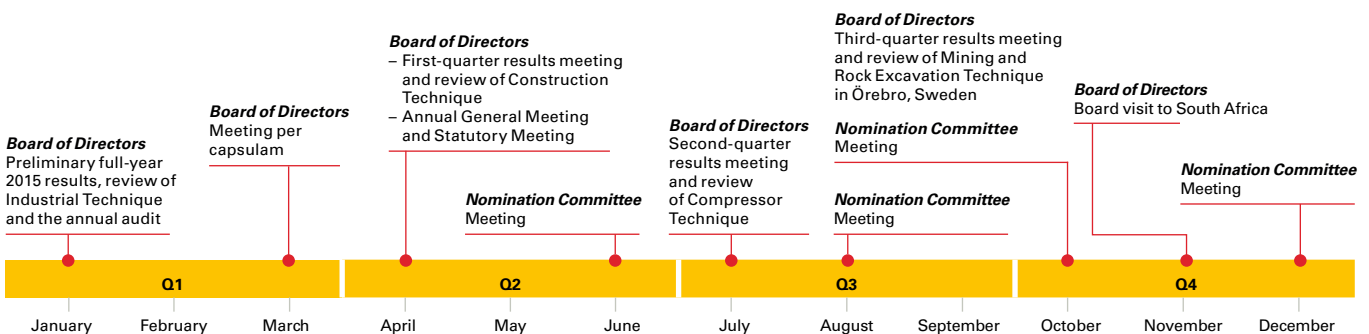 Board of Directors
Preliminary full-year
2015 results, review of
Industrial Technique
and the annual audit
Board of Directors
Meeting per
capsulam
Board of Directors
– First-quarter results meeting
and review of Construction
Technique
– Annual General Meeting
and Statutory Meeting
Nomination Committee
Meeting
Board of Directors
Second-quarter
results meeting
and review
of Compressor
Technique
Board of Directors
Third-quarter results meeting
and review of Mining and
Rock Excavation Technique
in Örebro, Sweden
Nomination Committee
Meeting
Nomination Committee
Meeting
Board of Directors
Board visit to South Africa
Nomination Committee
Meeting
Q1
Q2
Q3
Q4
January
February
March
April
May
June
July
August
September
October
November
December